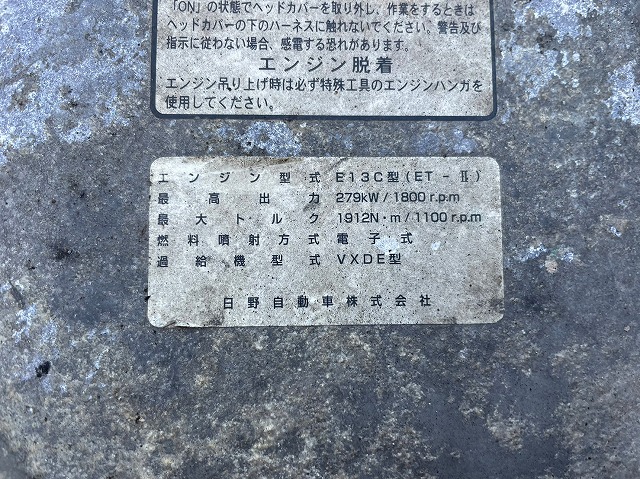 「ON」の状態でヘッドカバーを取り外し、作業をするときは
ヘッドカバーの下のハーネスに触れないでください。警告及び
指示に従わない場合、感電する恐れがあります。
エンジン脱着
エンジン吊り上げ時は必ず特殊工具のエンジンハンガを
使用してください。
エンジン型式 E13C型(ET-Ⅱ)
最高出力 279kW/1800r.p.m
最大トルク 1912N・m/1100r.p.m
燃料噴射方式 電子式
過給機型式 VXDE型
日野自動車株式会社